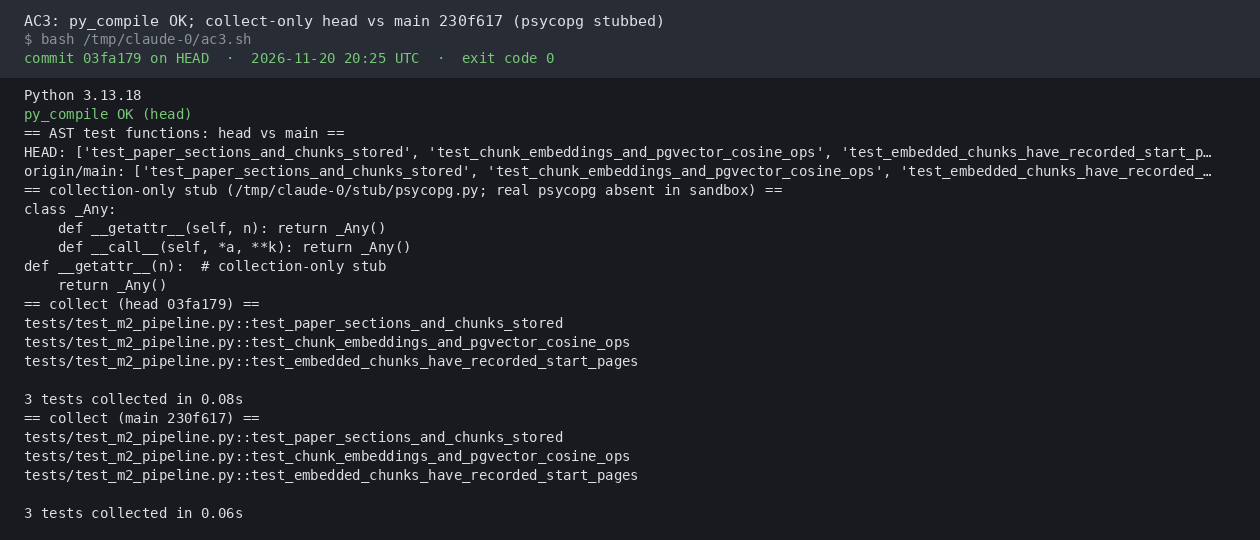 AC3: py_compile OK; collect-only head vs main 230f617 (psycopg stubbed)
$ bash /tmp/claude-0/ac3.sh
commit 03fa179 on HEAD  ·  2026-11-20 20:25 UTC  ·  exit code 0
Python 3.13.18
py_compile OK (head)
== AST test functions: head vs main ==
HEAD: ['test_paper_sections_and_chunks_stored', 'test_chunk_embeddings_and_pgvector_cosine_ops', 'test_embedded_chunks_have_recorded_start_p…
origin/main: ['test_paper_sections_and_chunks_stored', 'test_chunk_embeddings_and_pgvector_cosine_ops', 'test_embedded_chunks_have_recorded_…
== collection-only stub (/tmp/claude-0/stub/psycopg.py; real psycopg absent in sandbox) ==
class _Any:
    def __getattr__(self, n): return _Any()
    def __call__(self, *a, **k): return _Any()
def __getattr__(n):  # collection-only stub
    return _Any()
== collect (head 03fa179) ==
tests/test_m2_pipeline.py::test_paper_sections_and_chunks_stored
tests/test_m2_pipeline.py::test_chunk_embeddings_and_pgvector_cosine_ops
tests/test_m2_pipeline.py::test_embedded_chunks_have_recorded_start_pages

3 tests collected in 0.08s
== collect (main 230f617) ==
tests/test_m2_pipeline.py::test_paper_sections_and_chunks_stored
tests/test_m2_pipeline.py::test_chunk_embeddings_and_pgvector_cosine_ops
tests/test_m2_pipeline.py::test_embedded_chunks_have_recorded_start_pages

3 tests collected in 0.06s